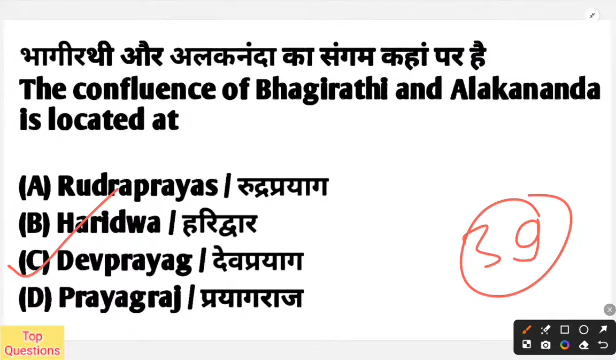 भागीरथी और अलकनंदा का संगम कहां पर है
The confluence of Bhagirathi and Alakananda
is located at
(A) Rudraprayas / रुद्रप्रयाग
(B) Haridwa / हरिद्वार
(C) Devprayag / देवप्रयाग
(D) Prayagraj / प्रयागराज
39
Top
Questions